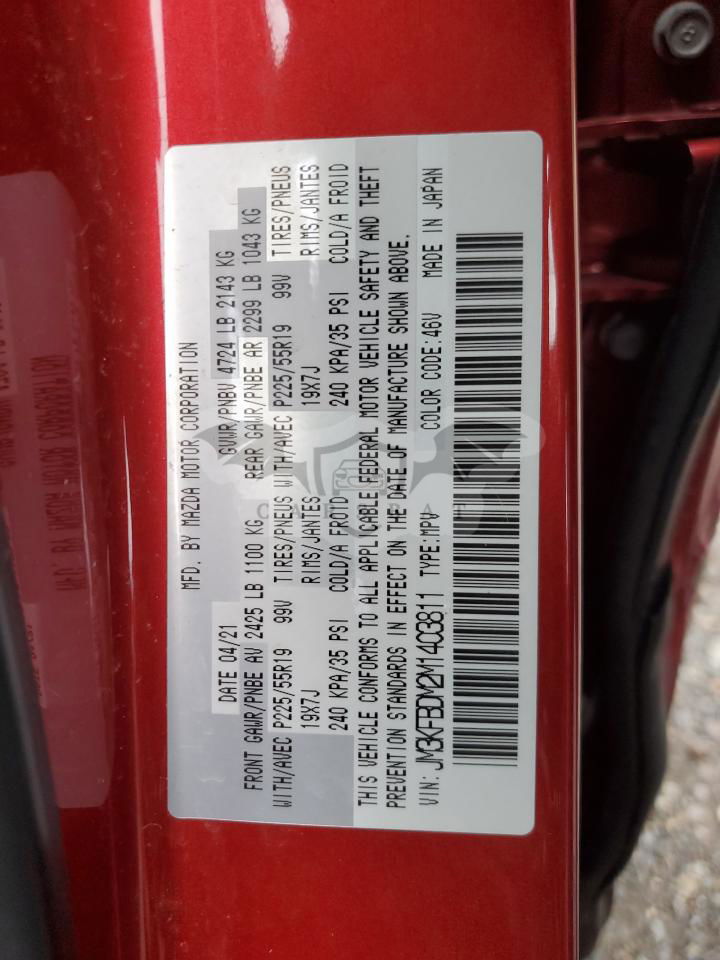 MFD. BY MAZDA MOTOR CORPORATION
DATE 04/21 GVWR/PNBV 4724 LB 2143 KG
FRONT GAWR/PNBE AV 2425 LB 1100 KG REAR GAWR/PNBE AR 2299 LB 1043 KG
WITH/AVEC P225/55R19 99V TIRES/PNEUS WITH/AVEC P225/55R19 99V TIRES/PNEUS
19X7J RIMS/JANTES 19X7J RIMS/JANTES
240 KPA/35 PSI COLD/A FROID 240 KPA/35 PSI COLD/A FROID
THIS VEHICLE CONFORMS TO ALL APPLICABLE FEDERAL MOTOR VEHICLE SAFETY AND THEFT
PREVENTION STANDARDS IN EFFECT ON THE DATE OF MANUFACTURE SHOWN ABOVE.
VIN: JM3KFBDM2M1403811 TYPE:MPV COLOR CODE:46V MADE IN JAPAN